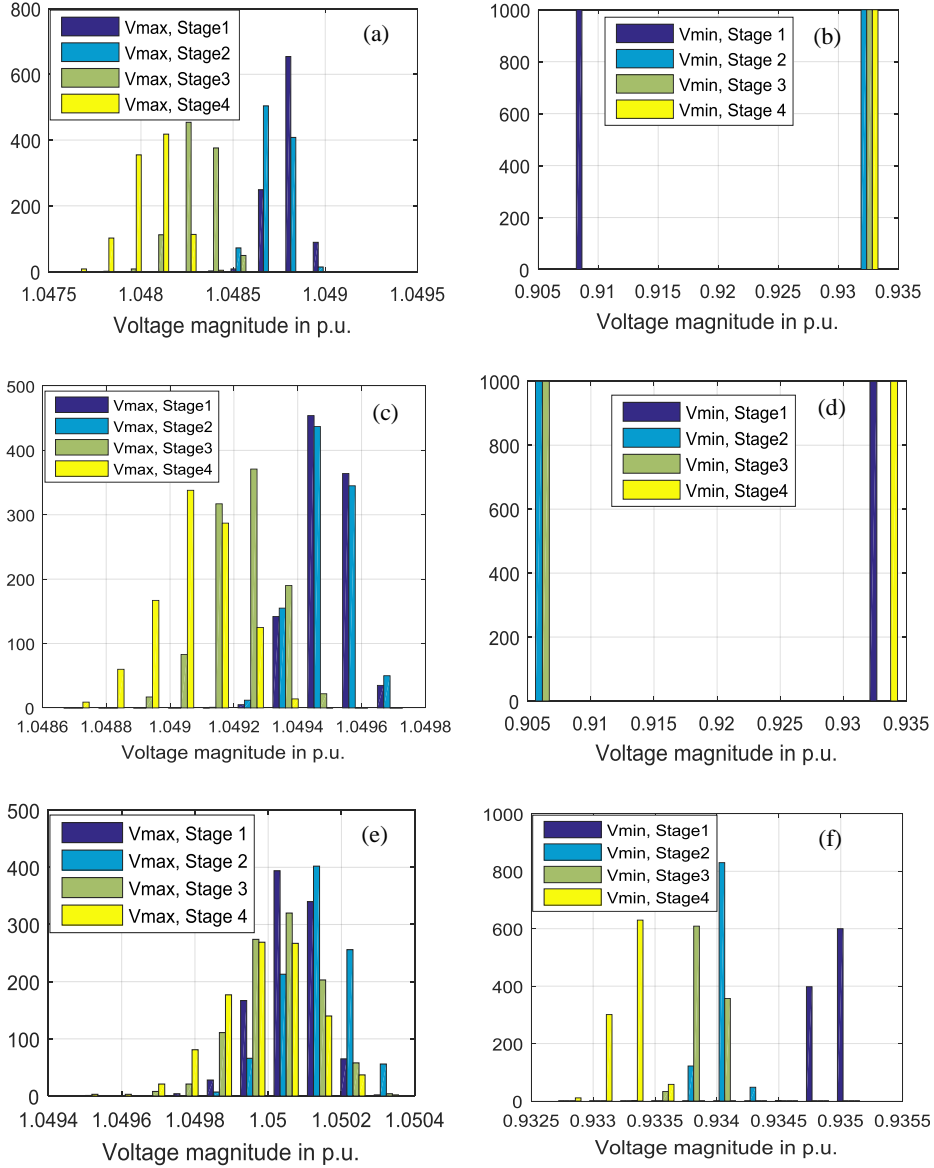 800
600
400
200
0
Vmax, Stage1
Vmax, Stage2
Vmax, Stage3
Vmax, Stage4
(a)
1.0475 1.048 1.0485 1.049 1.0495
Voltage magnitude in p.u.
1000
800
600
400
200
0
Vmin, Stage 1
Vmin, Stage 2
Vmin, Stage 3
Vmin, Stage 4
(b)
0.905 0.91 0.915 0.92 0.925 0.93 0.935
Voltage magnitude in p.u.
500
400
300
200
100
0
Vmax, Stage1
Vmax, Stage2
Vmax, Stage3
Vmax, Stage4
(c)
1.0486 1.0488 1.049 1.0492 1.0494 1.0496 1.0498
Voltage magnitude in p.u.
1000
800
600
400
200
0
Vmin, Stage1
Vmin, Stage2
Vmin, Stage3
Vmin, Stage4
(d)
0.905 0.91 0.915 0.92 0.925 0.93 0.935
Voltage magnitude in p.u.
500
400
300
200
100
0
Vmax, Stage 1
Vmax, Stage 2
Vmax, Stage 3
Vmax, Stage 4
(e)
1.0494 1.0496 1.0498 1.05 1.0502 1.0504
Voltage magnitude in p.u.
1000
800
600
400
200
0
Vmin, Stage1
Vmin, Stage2
Vmin, Stage3
Vmin, Stage4
(f)
0.9325 0.933 0.9335 0.934 0.9345 0.935 0.9355
Voltage magnitude in p.u.